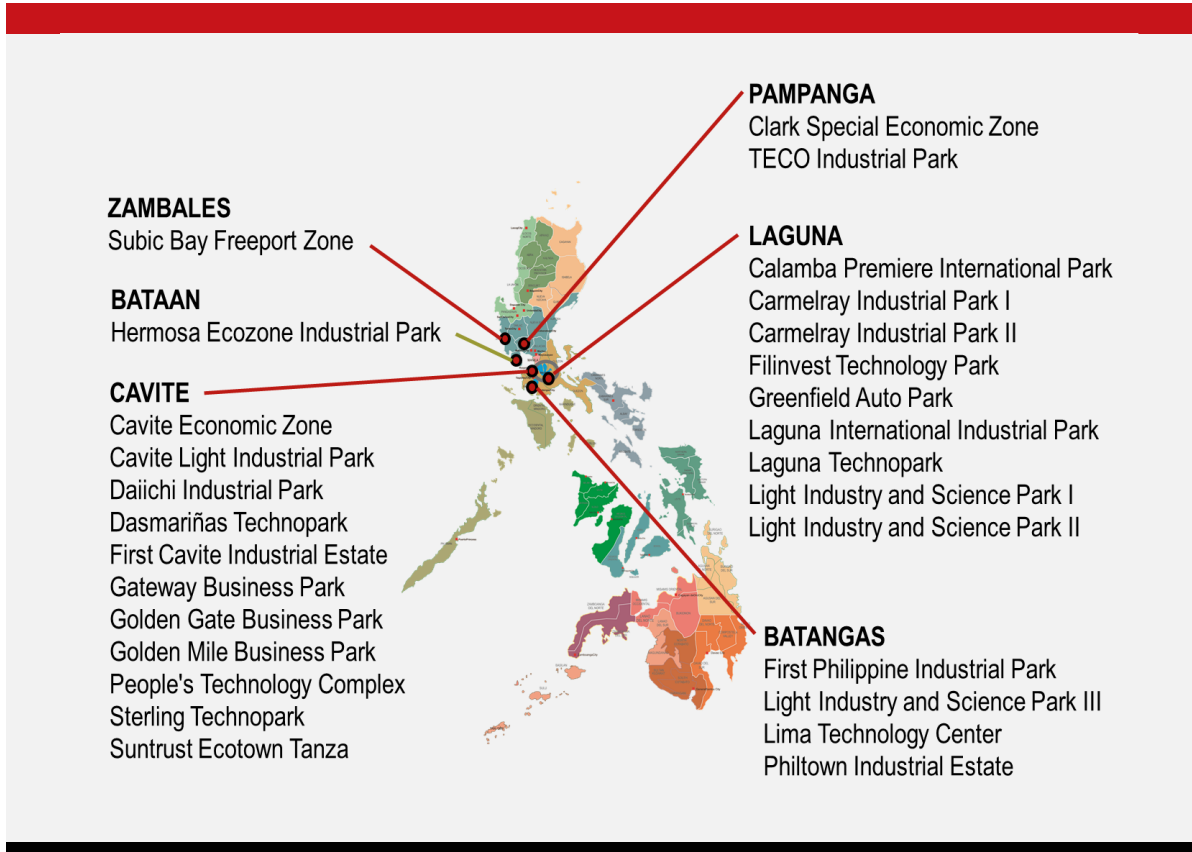 PAMPANGA
Clark Special Economic Zone
TECO Industrial Park
ZAMBALES
Subic Bay Freeport Zone
LAGUNA
Calamba Premiere International Park
Carmelray Industrial Park I
Carmelray Industrial Park II
Filinvest Technology Park
Greenfield Auto Park
Laguna International Industrial Park
Laguna Technopark
Light Industry and Science Park I
Light Industry and Science Park II
BATAAN
Hermosa Ecozone Industrial Park
CAVITE
Cavite Economic Zone
Cavite Light Industrial Park
Daiichi Industrial Park
Dasmariñas Technopark
First Cavite Industrial Estate
Gateway Business Park
Golden Gate Business Park
Golden Mile Business Park
People's Technology Complex
Sterling Technopark
Suntrust Ecotown Tanza
BATANGAS
First Philippine Industrial Park
Light Industry and Science Park III
Lima Technology Center
Philtown Industrial Estate